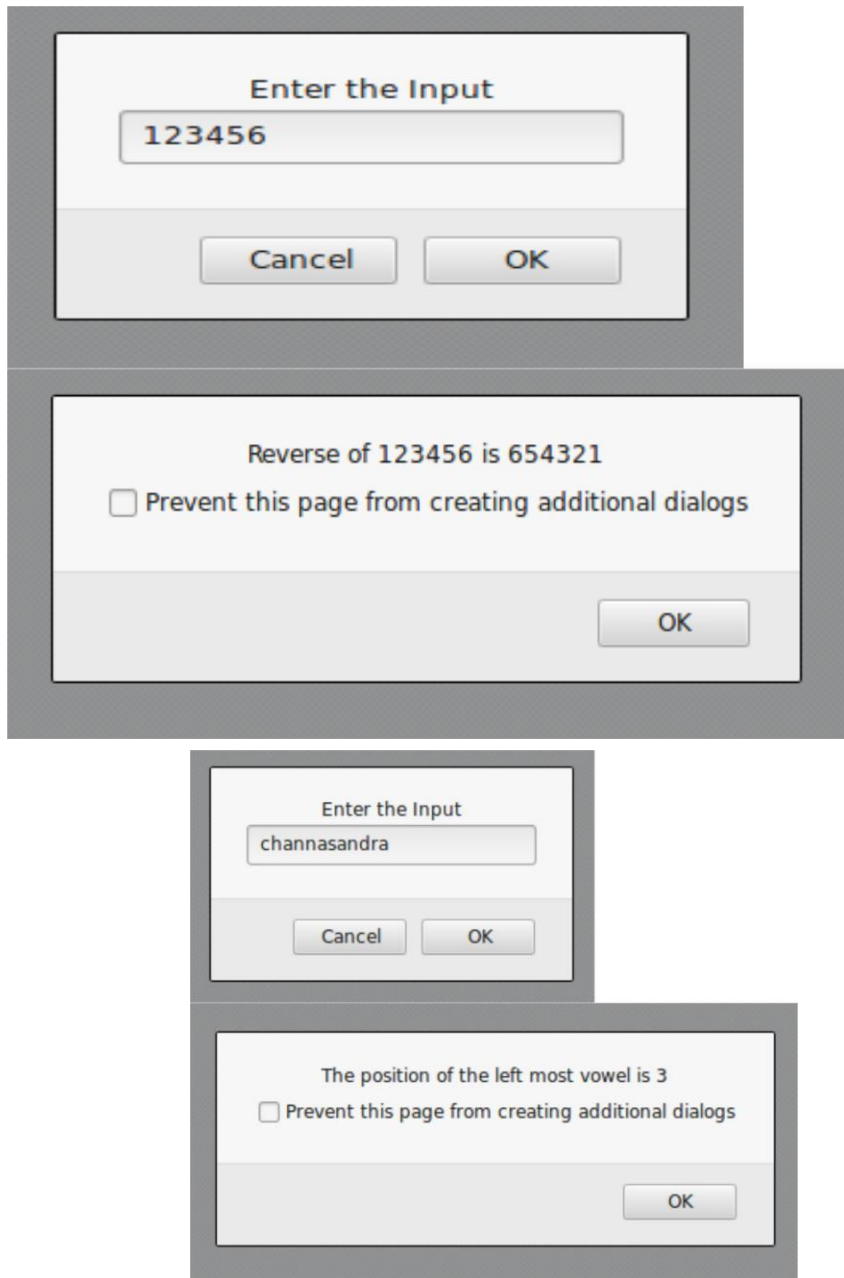 Enter the Input
123456
Cancel OK
Reverse of 123456 is 654321
Prevent this page from creating additional dialogs
OK
Enter the Input
channasandra
Cancel OK
The position of the left most vowel is 3
Prevent this page from creating additional dialogs
OK